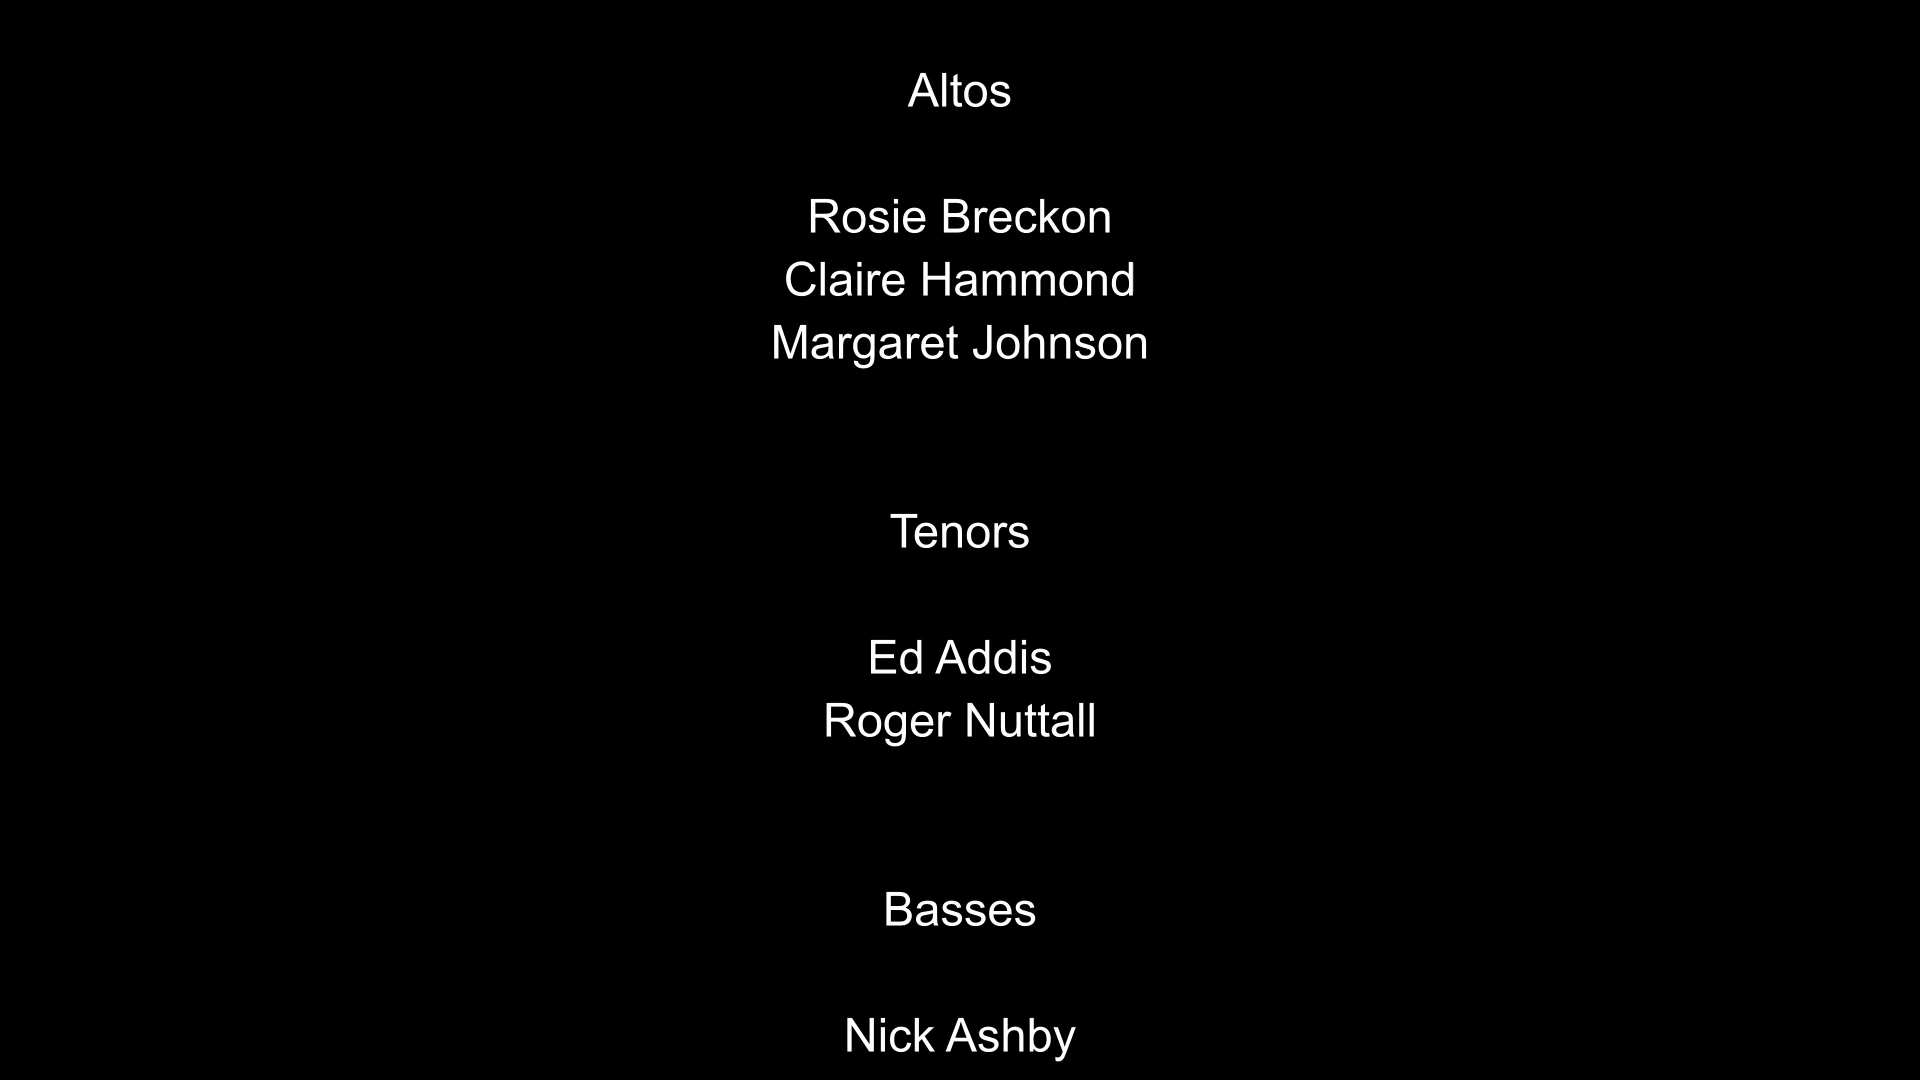 Altos
Rosie Breckon
Claire Hammond
Margaret Johnson
Tenors
Ed Addis
Roger Nuttall
Basses
Nick Ashby